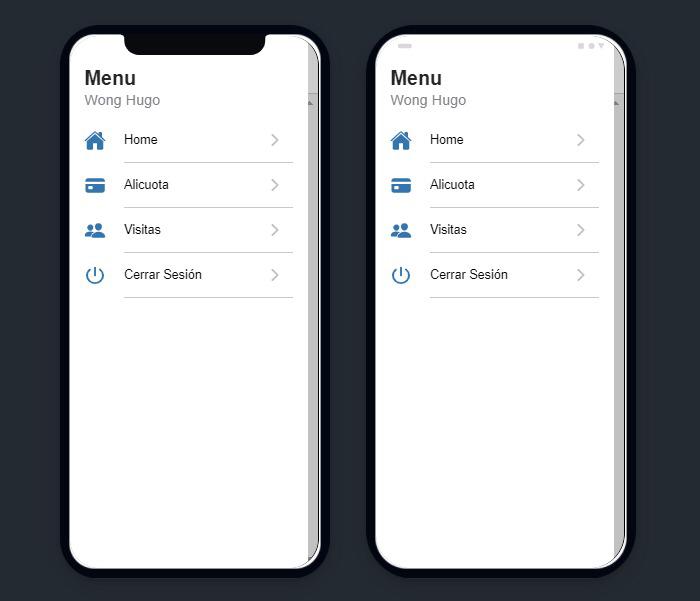 Menu
Wong Hugo
Home
Alicuota
Visitas
Cerrar Sesión
Menu
Wong Hugo
Home
Alicuota
Visitas
Cerrar Sesión